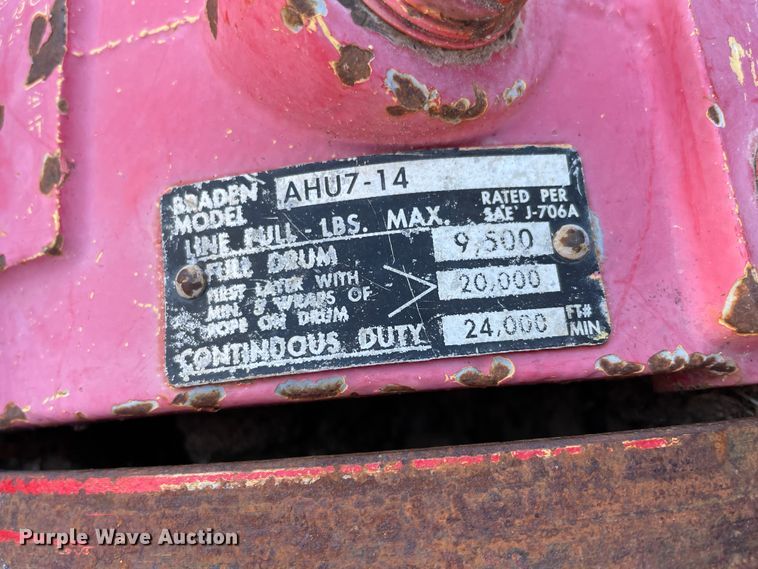 BRADEN MODEL AHU7-14 RATED PER SAE J-706A
LINE PULL - LBS. MAX.
FULL DRUM 9,500
FIRST LAYER WITH MIN. 5 WRAPS OF ROPE ON DRUM > 20,000
CONTINUOUS DUTY 24,000 FT# MIN
Purple Wave Auction